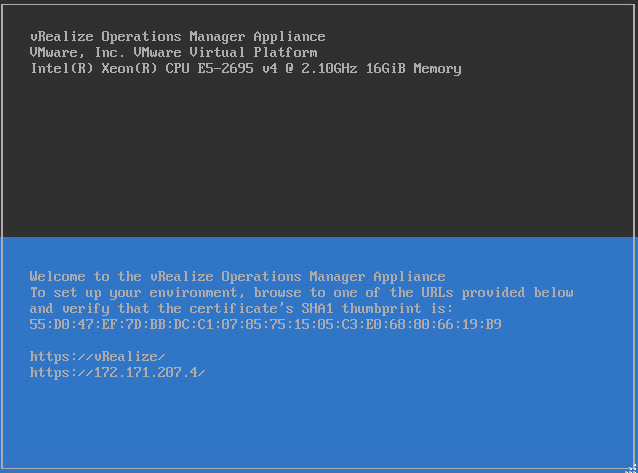 vRealize Operations Manager Appliance
VMware, Inc. VMware Virtual Platform
Intel(R) Xeon(R) CPU E5-2695 v4 @ 2.10GHz 16GiB Memory
Welcome to the vRealize Operations Manager Appliance
To set up your environment, browse to one of the URLs provided below
and verify that the certificate's SHA1 thumbprint is:
55:D0:47:EF:7D:BB:DC:C1:07:85:75:15:05:C3:E0:68:80:66:19:B9
https://vRealize/
https://172.171.207.4/